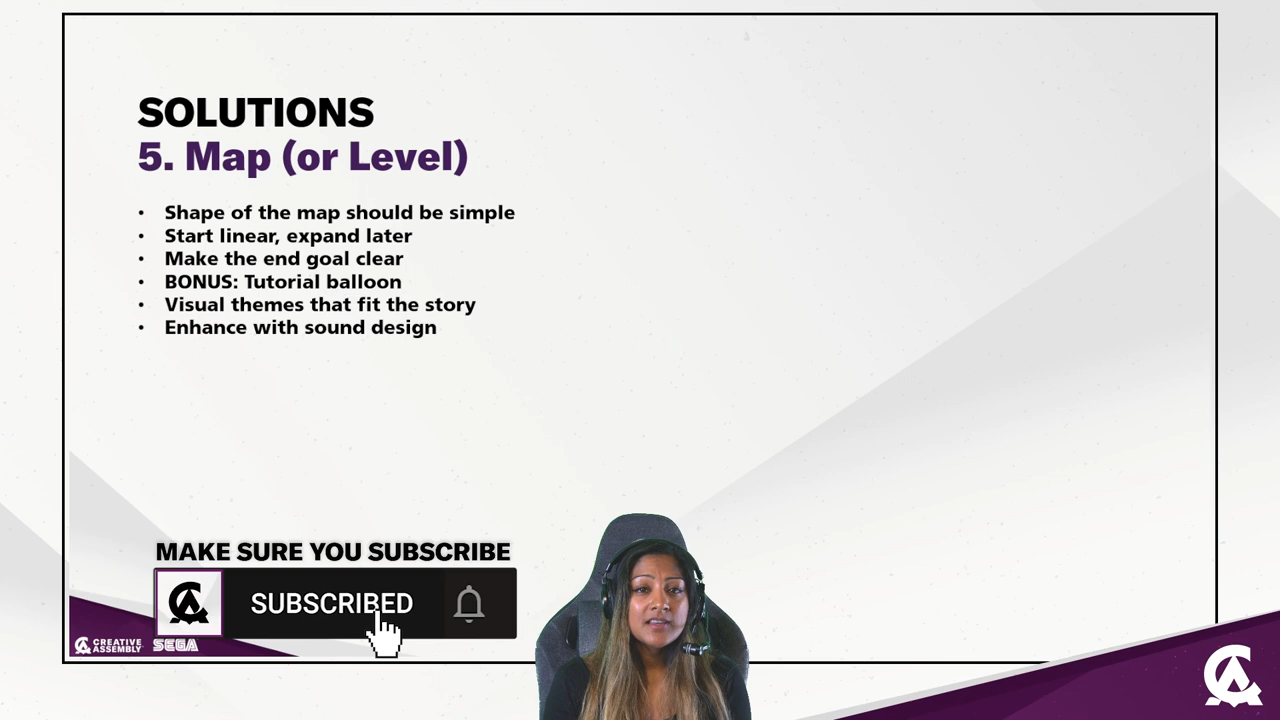 SOLUTIONS
5. Map (or Level)
• Shape of the map should be simple
• Start linear, expand later
• Make the end goal clear
• BONUS: Tutorial balloon
• Visual themes that fit the story
• Enhance with sound design
MAKE SURE YOU SUBSCRIBE
SUBSCRIBED
CREATIVE
ASSEMBLY
SEGA